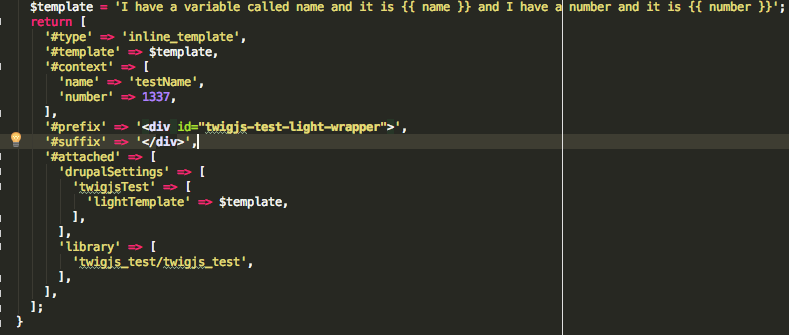 $template = 'I have a variable called name and it is {{ name }} and I have a number and it is {{ number }}';
return [
'#type' => 'inline_template',
'#template' => $template,
'#context' => [
'name' => 'testName',
'number' => 1337,
],
'#prefix' => '<div id="twigjs-test-light-wrapper">',
'#suffix' => '</div>',
'#attached' => [
'drupalSettings' => [
'twigjsTest' => [
'lightTemplate' => $template,
],
],
'library' => [
'twigjs_test/twigjs_test',
],
],
];
}